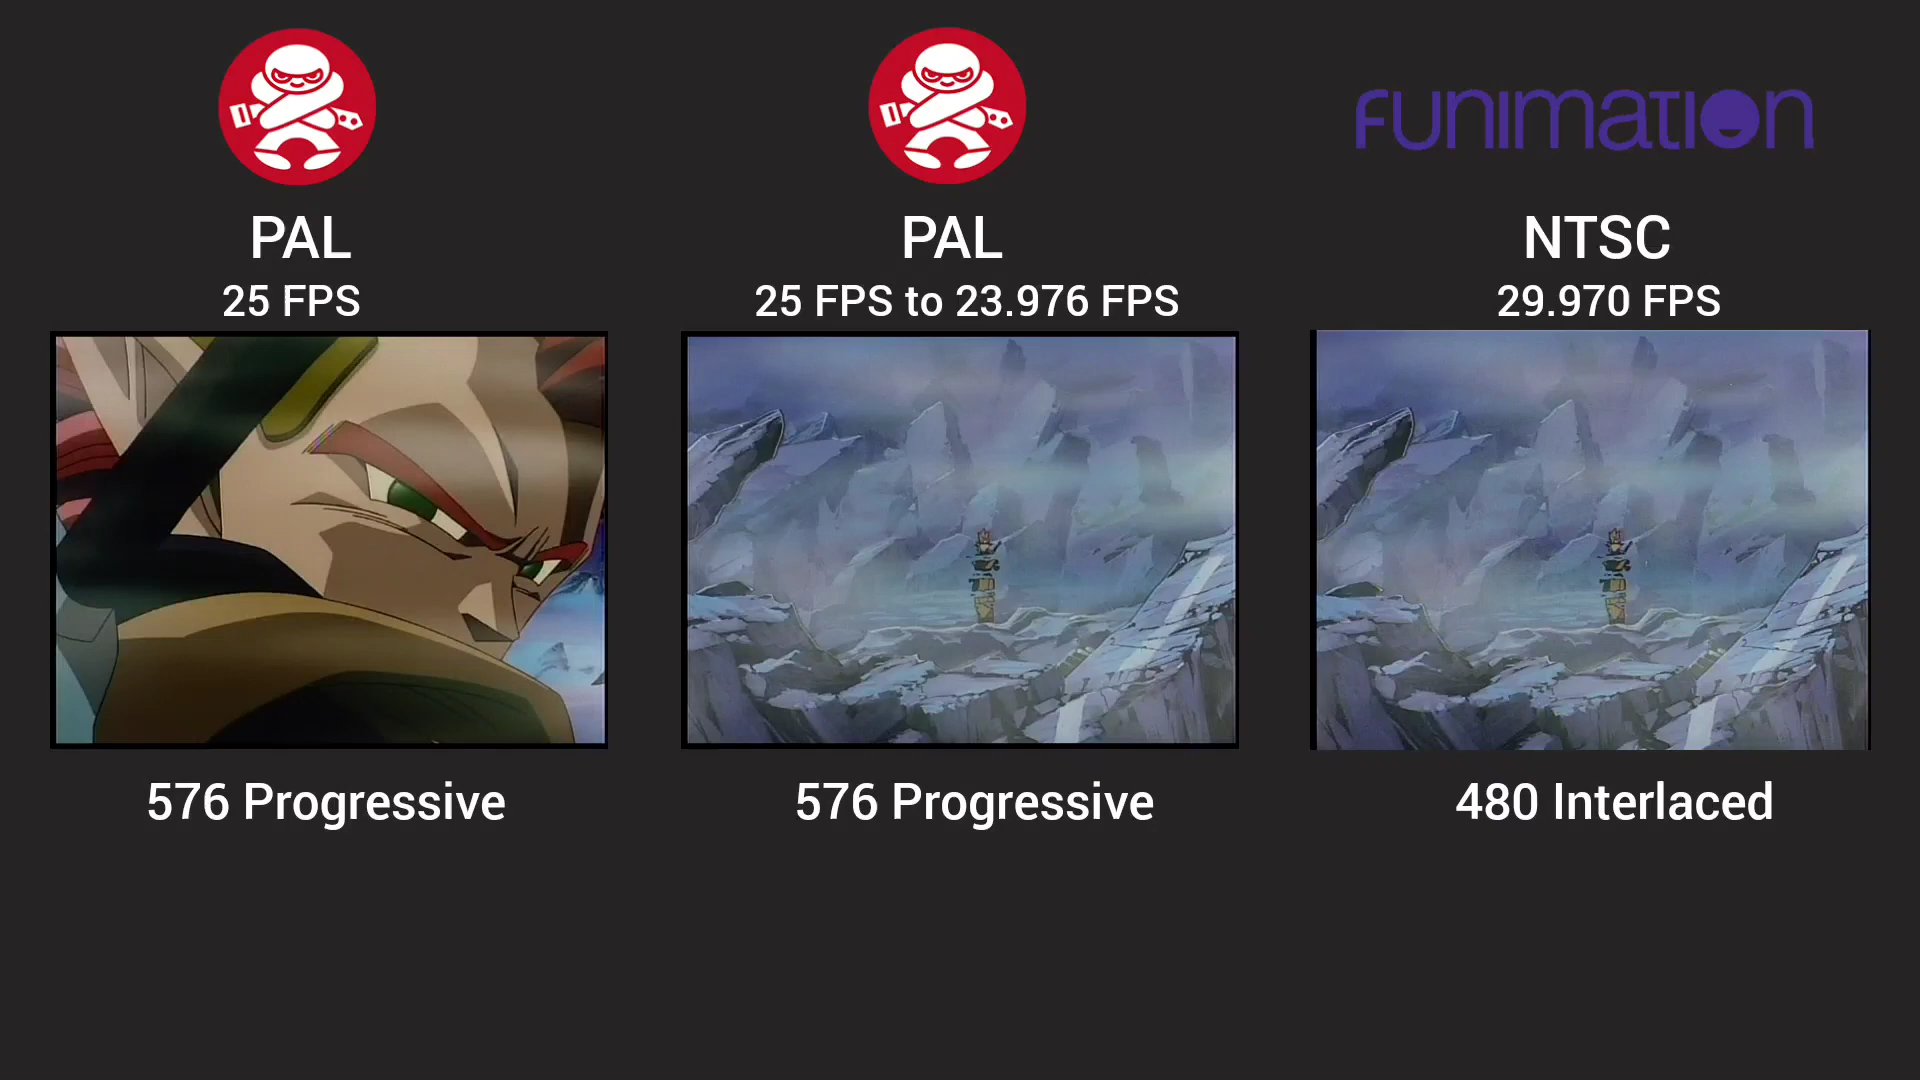 funimation
PAL
PAL
NTSC
25 FPS
25 FPS to 23.976 FPS
29.970 FPS
576 Progressive
576 Progressive
480 Interlaced